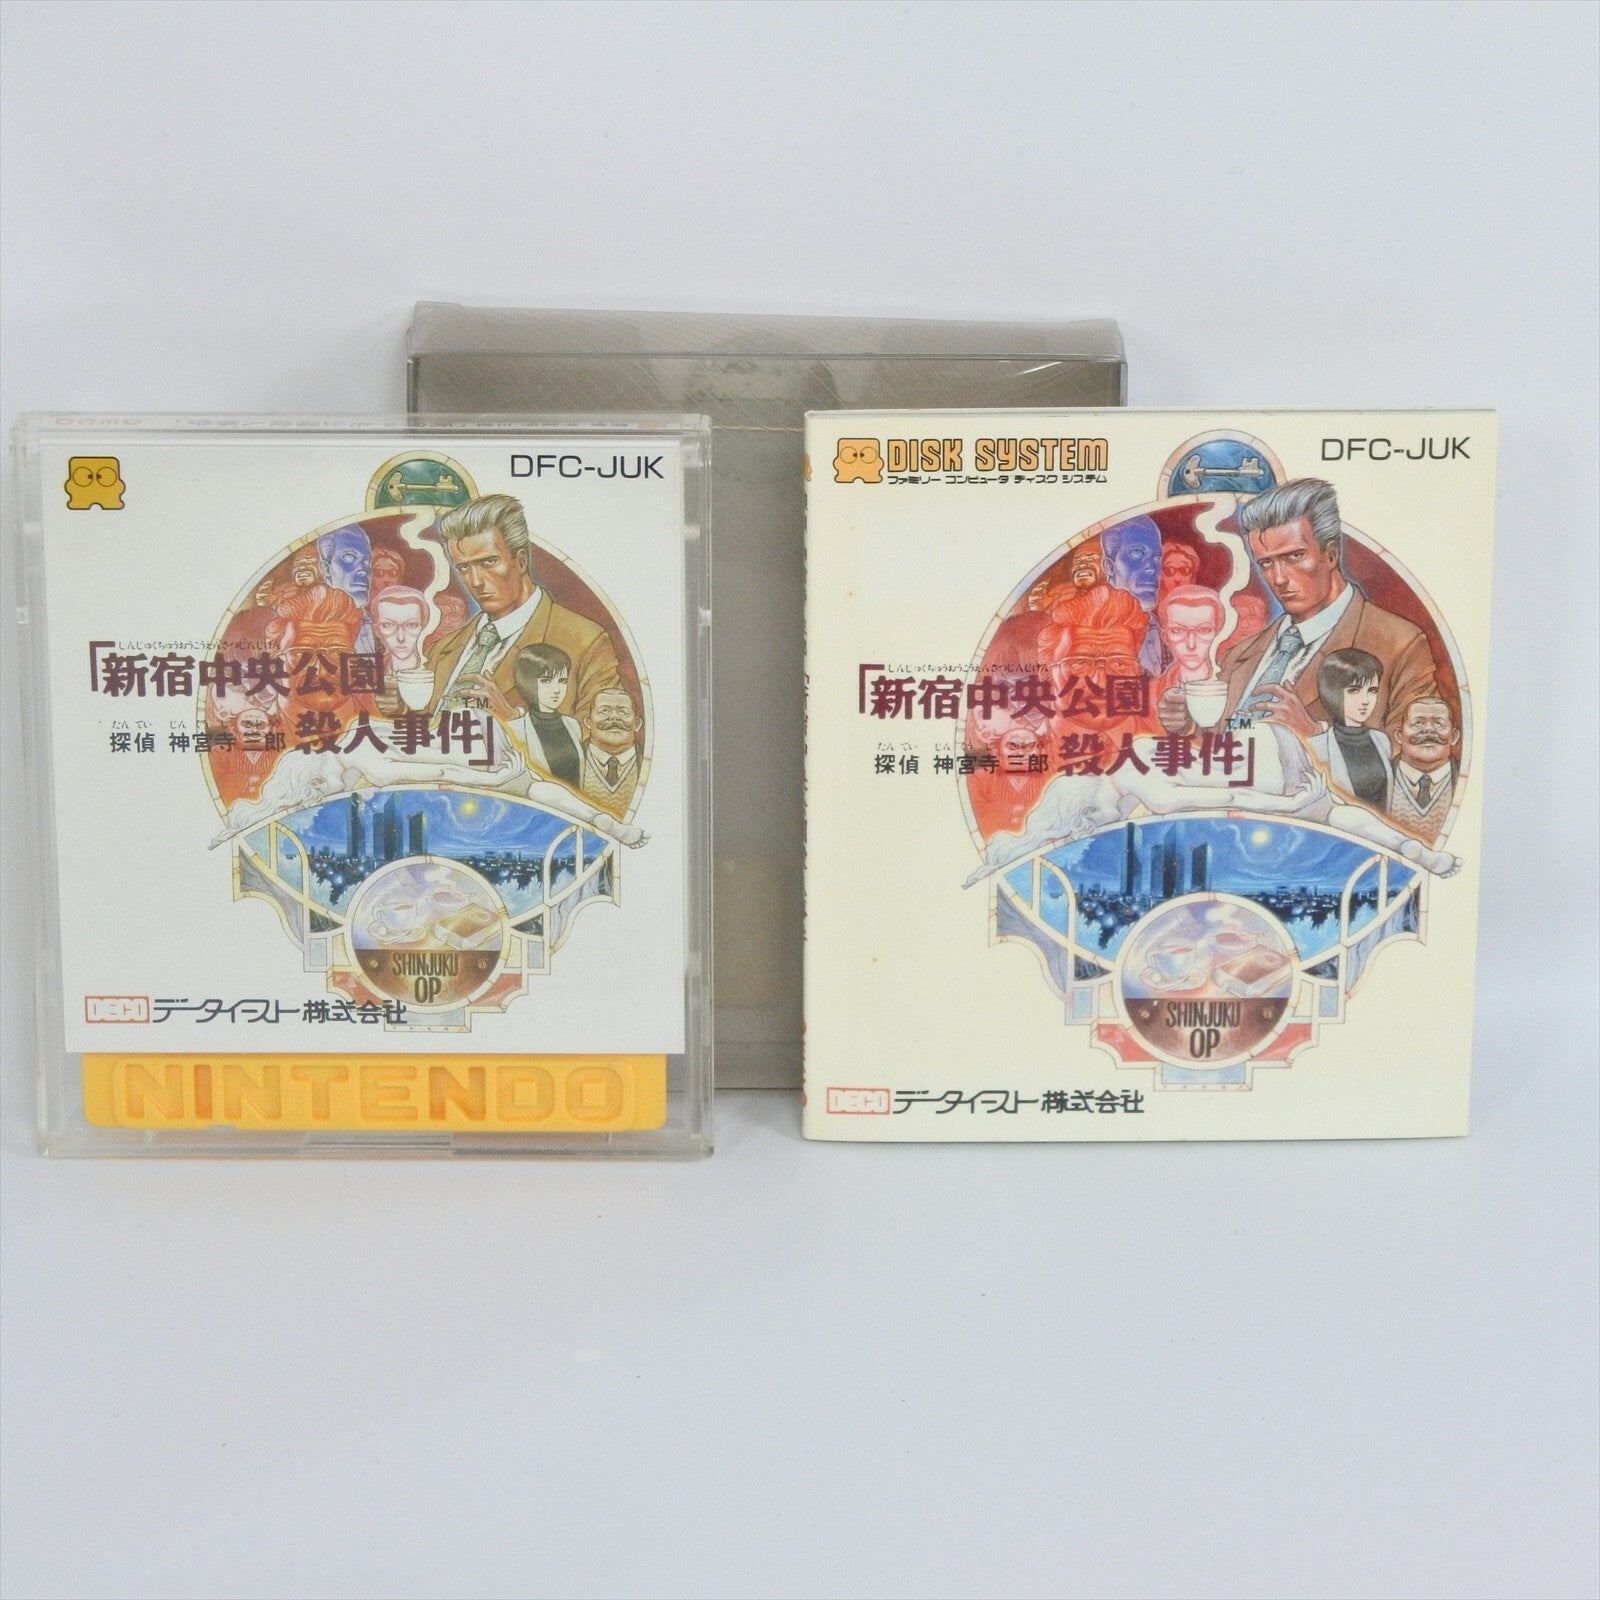 DFC-JUK
しんじゅくちゅうおうこうえんさつじんじけん
「新宿中央公園
T.M.
たんてい じんぐうじ さぶろう
探偵 神宮寺 三郎 殺人事件」
SHINJUKU
OP
DECO データイースト株式会社
NINTENDO
DISK SYSTEM
ファミリー コンピュータ ディスク システム
DFC-JUK
しんじゅくちゅうおうこうえんさつじんじけん
「新宿中央公園
T.M.
たんてい じんぐうじ さぶろう
探偵 神宮寺 三郎 殺人事件」
SHINJUKU
OP
DECO データイースト株式会社